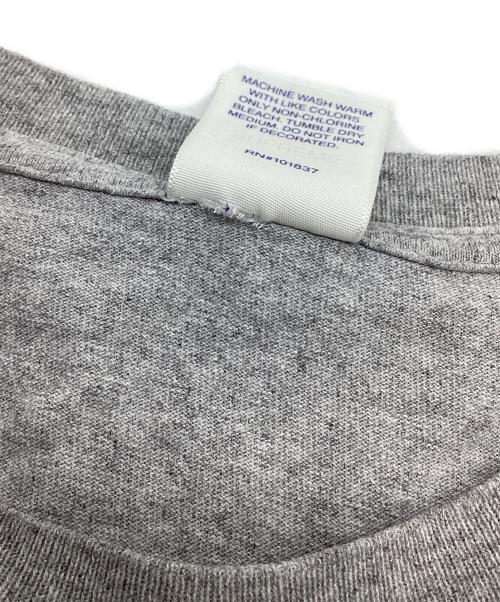 MACHINE WASH WARM
WITH LIKE COLORS
ONLY NON-CHLORINE
BLEACH. TUMBLE DRY
MEDIUM. DO NOT IRON
IF DECORATED.
RN#101837